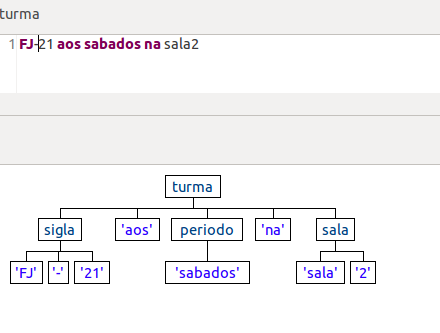 turma
1 FJ-21 aos sabados na sala2
turma
sigla 'aos' periodo 'na' sala
'FJ' '-' '21' 'sabados' 'sala' '2'